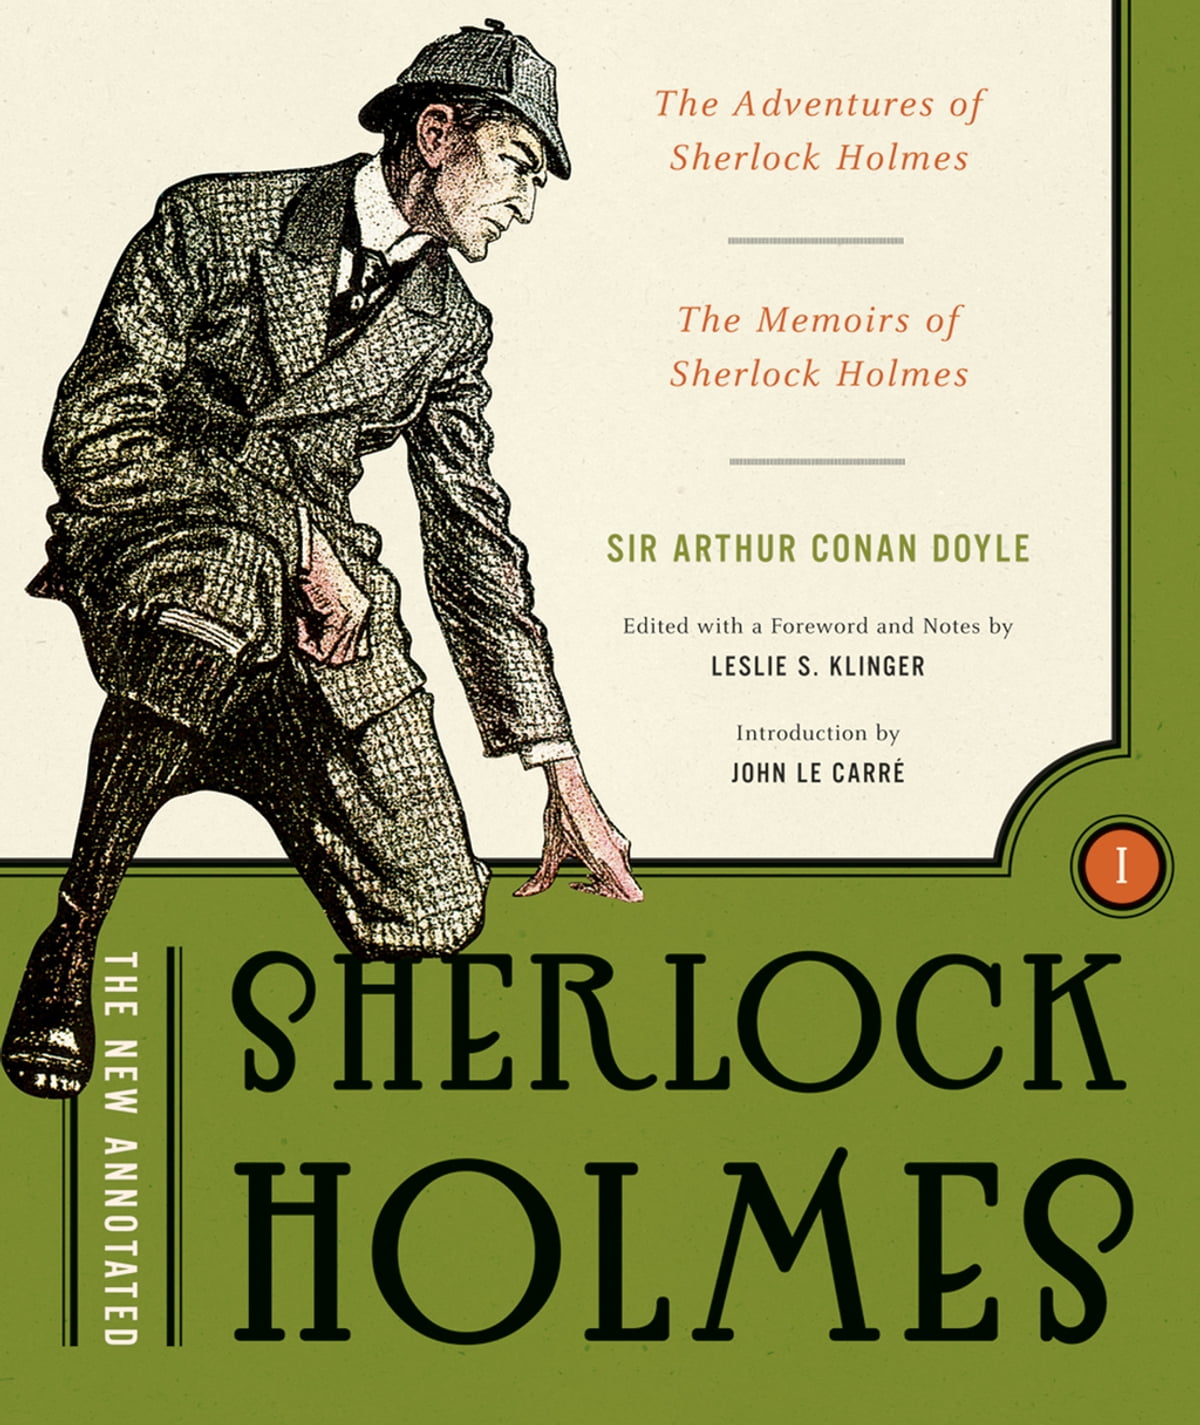 The Adventures of
Sherlock Holmes
The Memoirs of
Sherlock Holmes
SIR ARTHUR CONAN DOYLE
Edited with a Foreword and Notes by
LESLIE S. KLINGER
Introduction by
JOHN LE CARRÉ
I
THE NEW ANNOTATED
SHERLOCK
HOLMES